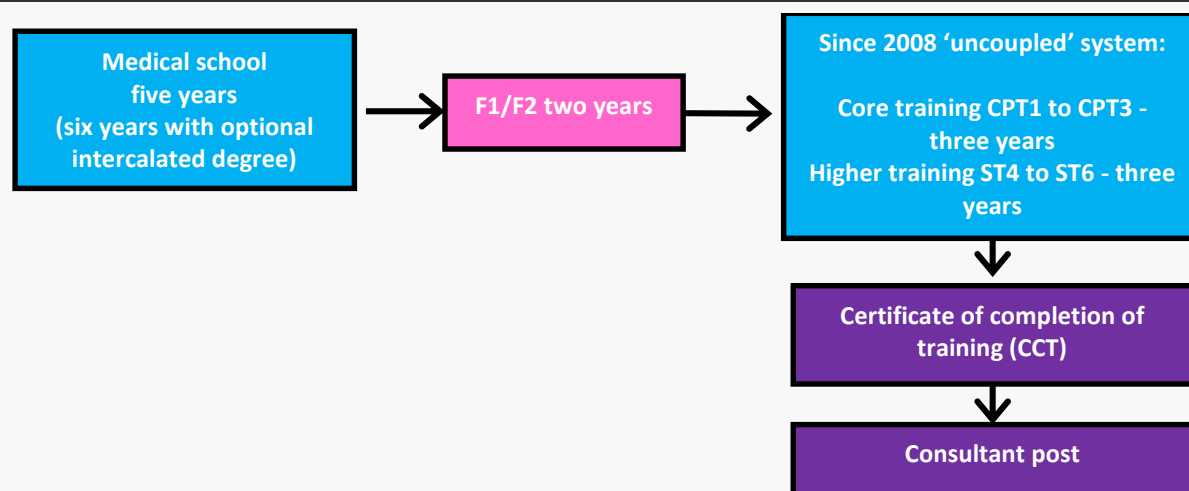 Medical school
five years
(six years with optional
intercalated degree)
F1/F2 two years
Since 2008 ‘uncoupled’ system:
Core training CPT1 to CPT3 -
three years
Higher training ST4 to ST6 - three
years
Certificate of completion of
training (CCT)
Consultant post